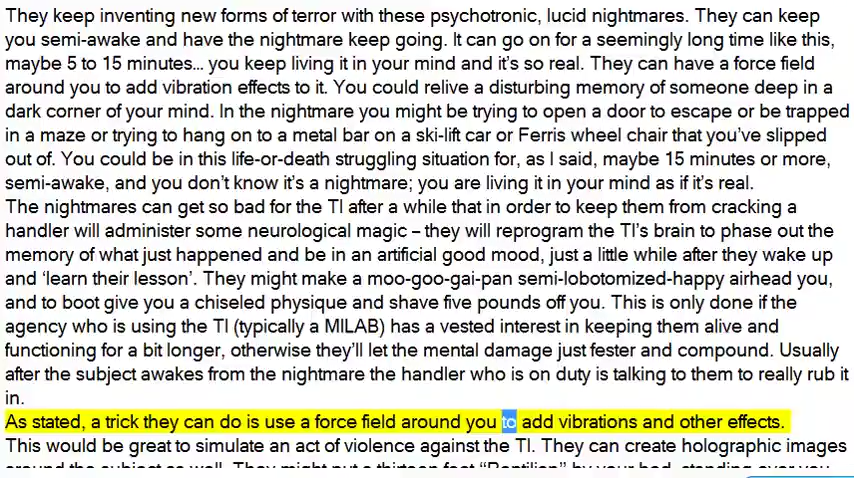 They keep inventing new forms of terror with these psychotronic, lucid nightmares. They can keep
you semi-awake and have the nightmare keep going. It can go on for a seemingly long time like this,
maybe 5 to 15 minutes… you keep living it in your mind and it’s so real. They can have a force field
around you to add vibration effects to it. You could relive a disturbing memory of someone deep in a
dark corner of your mind. In the nightmare you might be trying to open a door to escape or be trapped
in a maze or trying to hang on to a metal bar on a ski-lift car or Ferris wheel chair that you’ve slipped
out of. You could be in this life-or-death struggling situation for, as I said, maybe 15 minutes or more,
semi-awake, and you don’t know it’s a nightmare; you are living it in your mind as if it’s real.
The nightmares can get so bad for the TI after a while that in order to keep them from cracking a
handler will administer some neurological magic – they will reprogram the TI’s brain to phase out the
memory of what just happened and be in an artificial good mood, just a little while after they wake up
and ‘learn their lesson’. They might make a moo-goo-gai-pan semi-lobotomized-happy airhead you,
and to boot give you a chiseled physique and shave five pounds off you. This is only done if the
agency who is using the TI (typically a MILAB) has a vested interest in keeping them alive and
functioning for a bit longer, otherwise they’ll let the mental damage just fester and compound. Usually
after the subject awakes from the nightmare the handler who is on duty is talking to them to really rub it
in.
As stated, a trick they can do is use a force field around you to add vibrations and other effects.
This would be great to simulate an act of violence against the TI. They can create holographic images
around the subject as well. They might put a thirteen foot “Reptilian” by your bed, standing over you